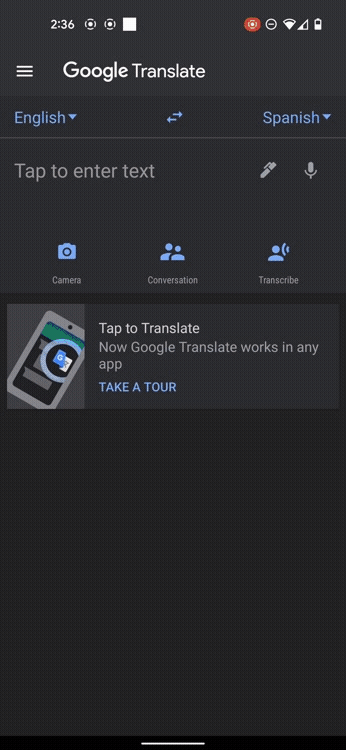 2:36
Google Translate
English
Spanish
Tap to enter text
Camera
Conversation
Transcribe
Tap to Translate
Now Google Translate works in any
app
TAKE A TOUR